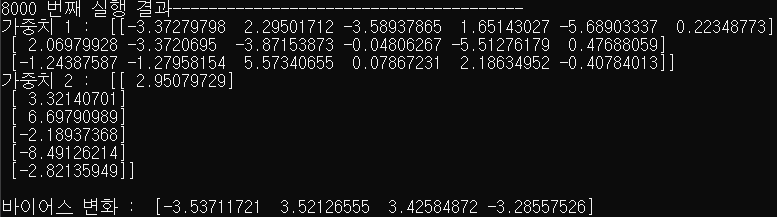 8000 번째 실행 결과---------------------------------------
가중치 1 :  [[-3.37279798  2.29501712 -3.58937865  1.65143027 -5.68903337  0.22348773]
 [ 2.06979928 -3.3720695  -3.87153873 -0.04806267 -5.51276179  0.47688059]
 [-1.24387587 -1.27958154  5.57340655  0.07867231  2.18634952 -0.40784013]]
가중치 2 :  [[ 2.95079729]
 [ 3.32140701]
 [ 6.69790989]
 [-2.18937368]
 [-8.49126214]
 [-2.82135949]]
바이어스 변화 :  [-3.53711721  3.52126555  3.42584872 -3.28557526]